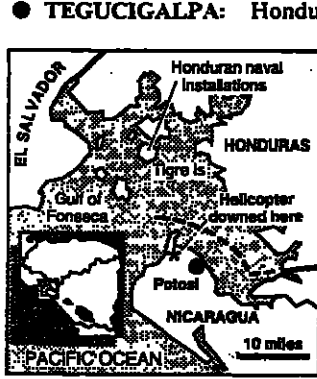 ● TEGUCIGALPA: Hondu
Honduran naval
installations
EL SALVADOR
HONDURAS
Tigre Is.
Gulf of
Fonseca
Helicopter
downed here
Potosi
NICARAGUA
PACIFIC OCEAN
10 miles